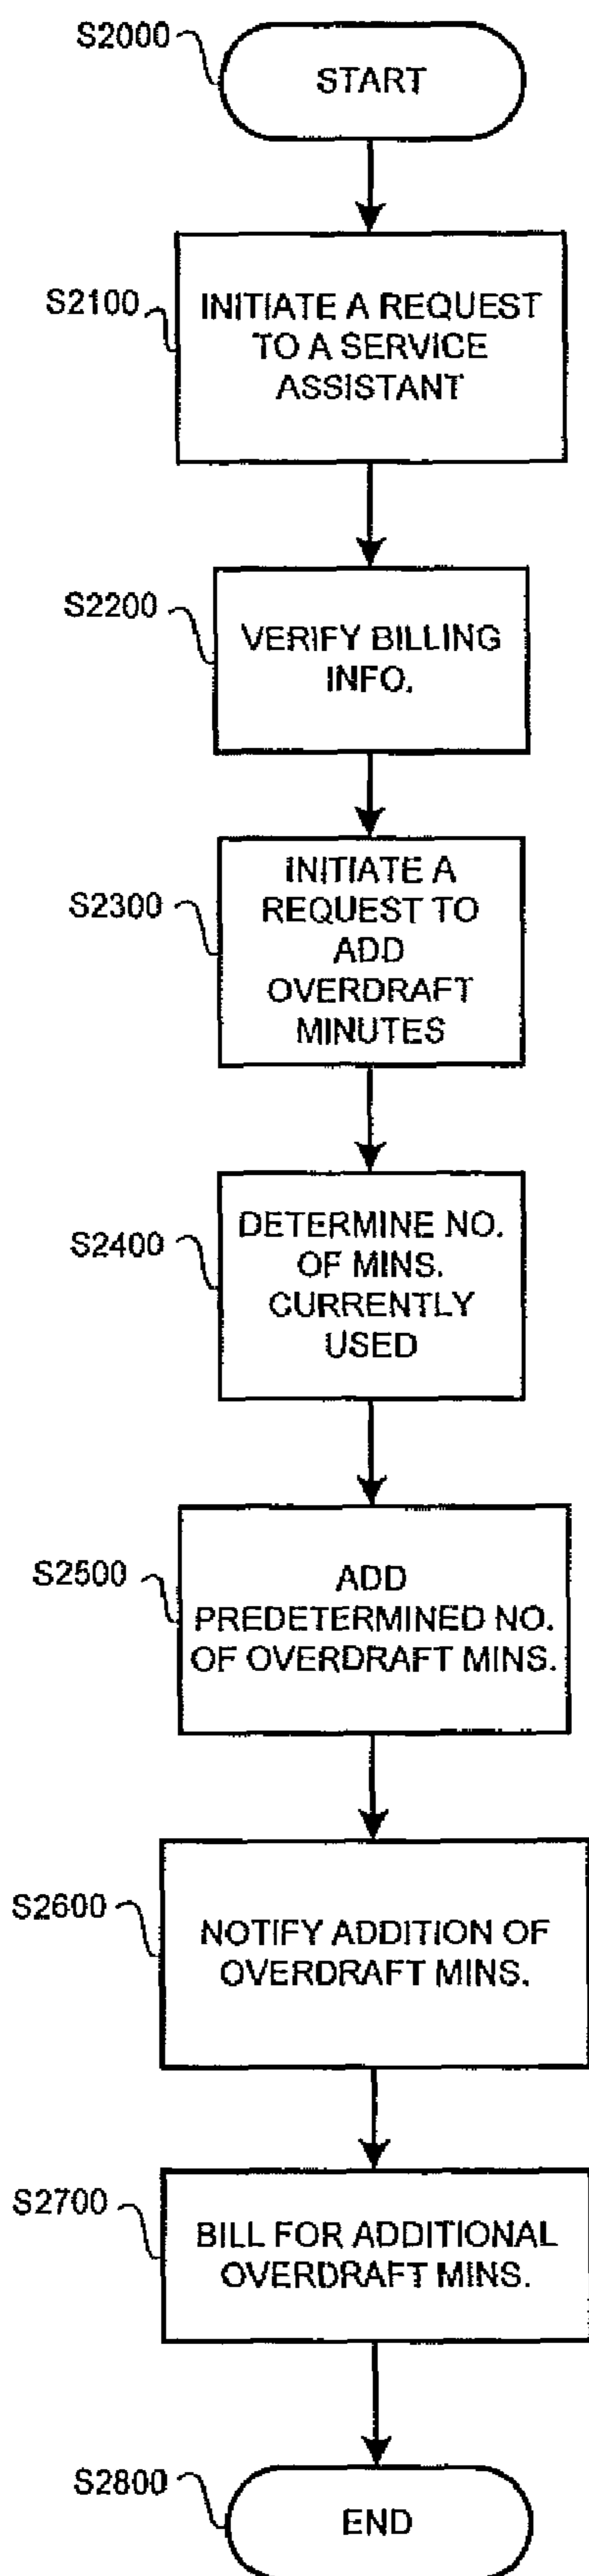 S2000
START
S2100
INITIATE A REQUEST
TO A SERVICE
ASSISTANT
S2200
VERIFY BILLING
INFO.
S2300
INITIATE A
REQUEST TO
ADD
OVERDRAFT
MINUTES
S2400
DETERMINE NO.
OF MINS.
CURRENTLY
USED
S2500
ADD
PREDETERMINED NO.
OF OVERDRAFT MINS.
S2600
NOTIFY ADDITION OF
OVERDRAFT MINS.
S2700
BILL FOR ADDITIONAL
OVERDRAFT MINS.
S2800
END